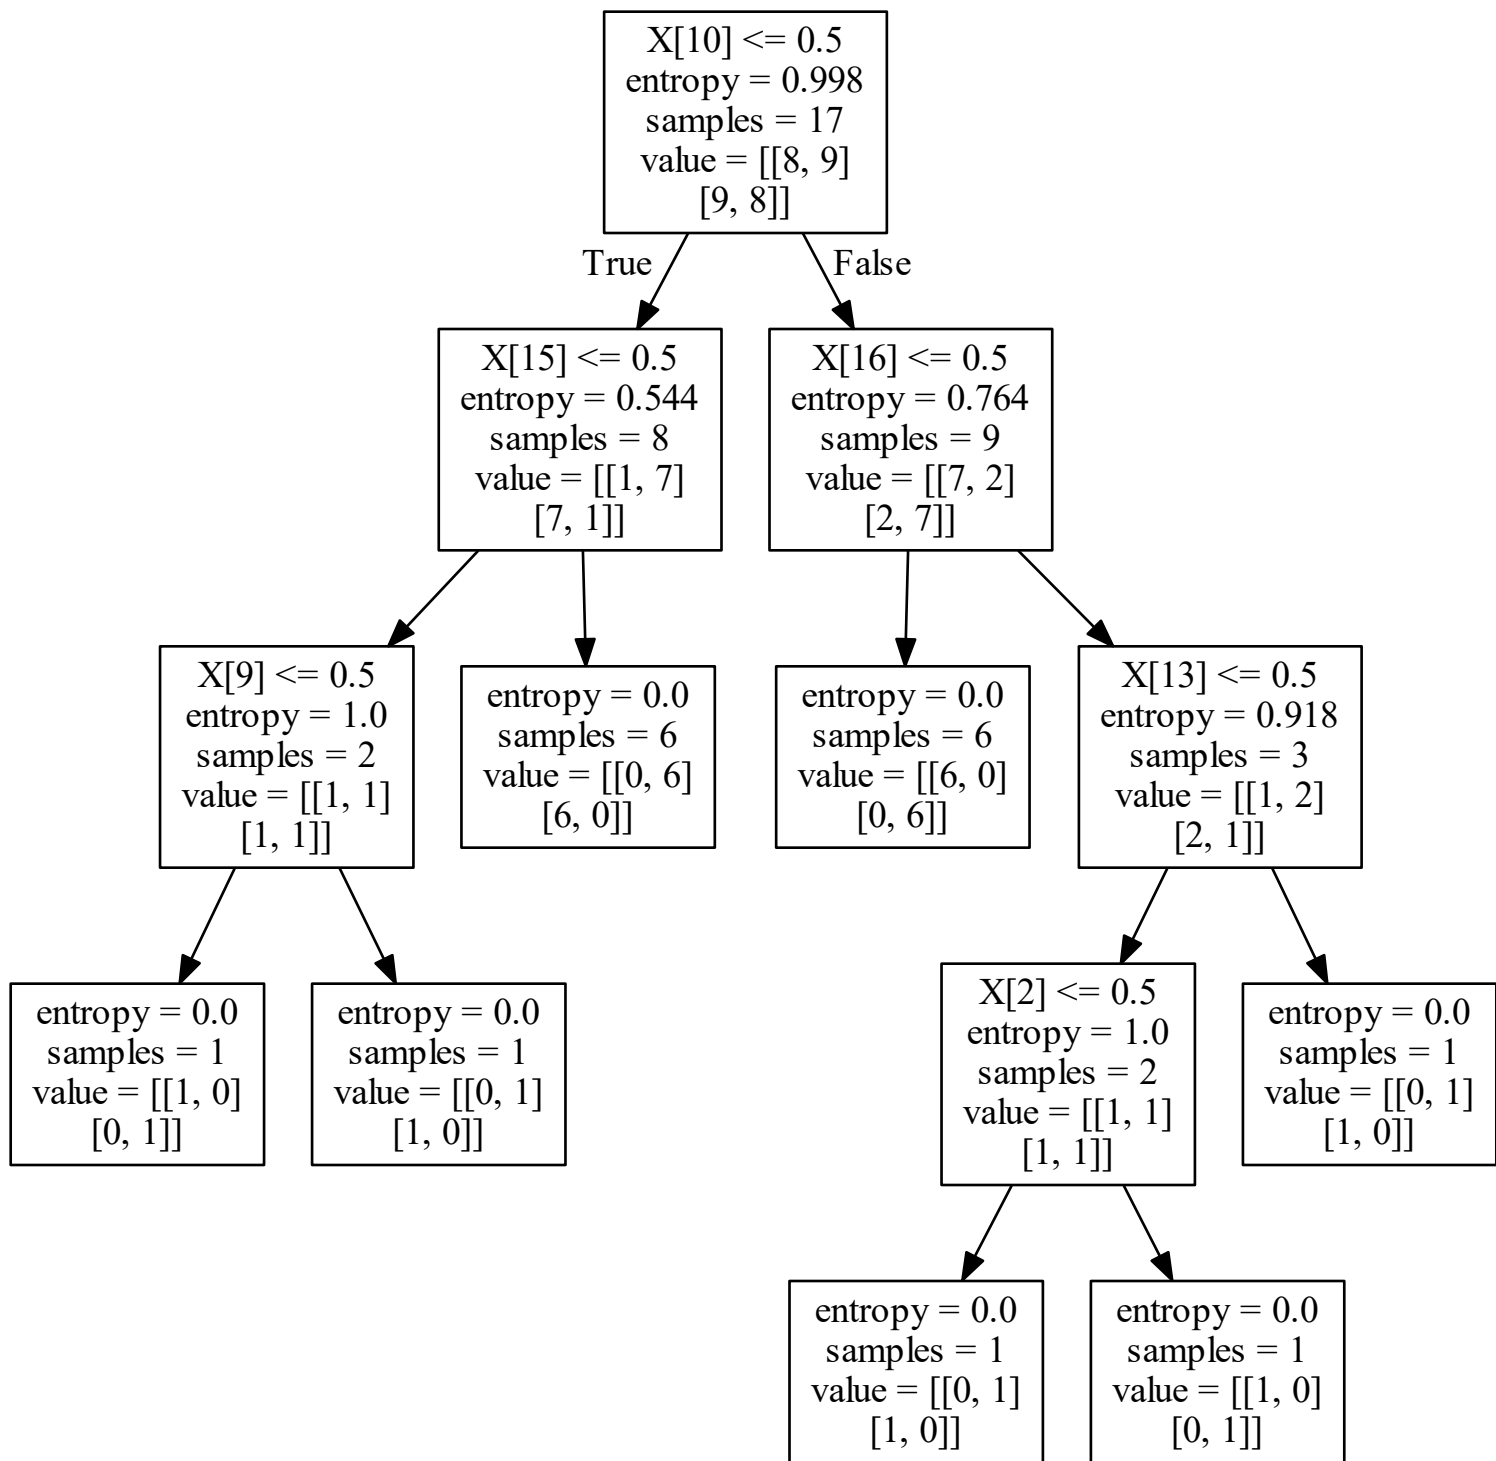 X[10] <= 0.5
entropy = 0.998
samples = 17
value = [[8, 9]
[9, 8]]
True
False
X[15] <= 0.5
entropy = 0.544
samples = 8
value = [[1, 7]
[7, 1]]
X[16] <= 0.5
entropy = 0.764
samples = 9
value = [[7, 2]
[2, 7]]
X[9] <= 0.5
entropy = 1.0
samples = 2
value = [[1, 1]
[1, 1]]
entropy = 0.0
samples = 6
value = [[0, 6]
[6, 0]]
entropy = 0.0
samples = 6
value = [[6, 0]
[0, 6]]
X[13] <= 0.5
entropy = 0.918
samples = 3
value = [[1, 2]
[2, 1]]
entropy = 0.0
samples = 1
value = [[1, 0]
[0, 1]]
entropy = 0.0
samples = 1
value = [[0, 1]
[1, 0]]
X[2] <= 0.5
entropy = 1.0
samples = 2
value = [[1, 1]
[1, 1]]
entropy = 0.0
samples = 1
value = [[0, 1]
[1, 0]]
entropy = 0.0
samples = 1
value = [[0, 1]
[1, 0]]
entropy = 0.0
samples = 1
value = [[1, 0]
[0, 1]]